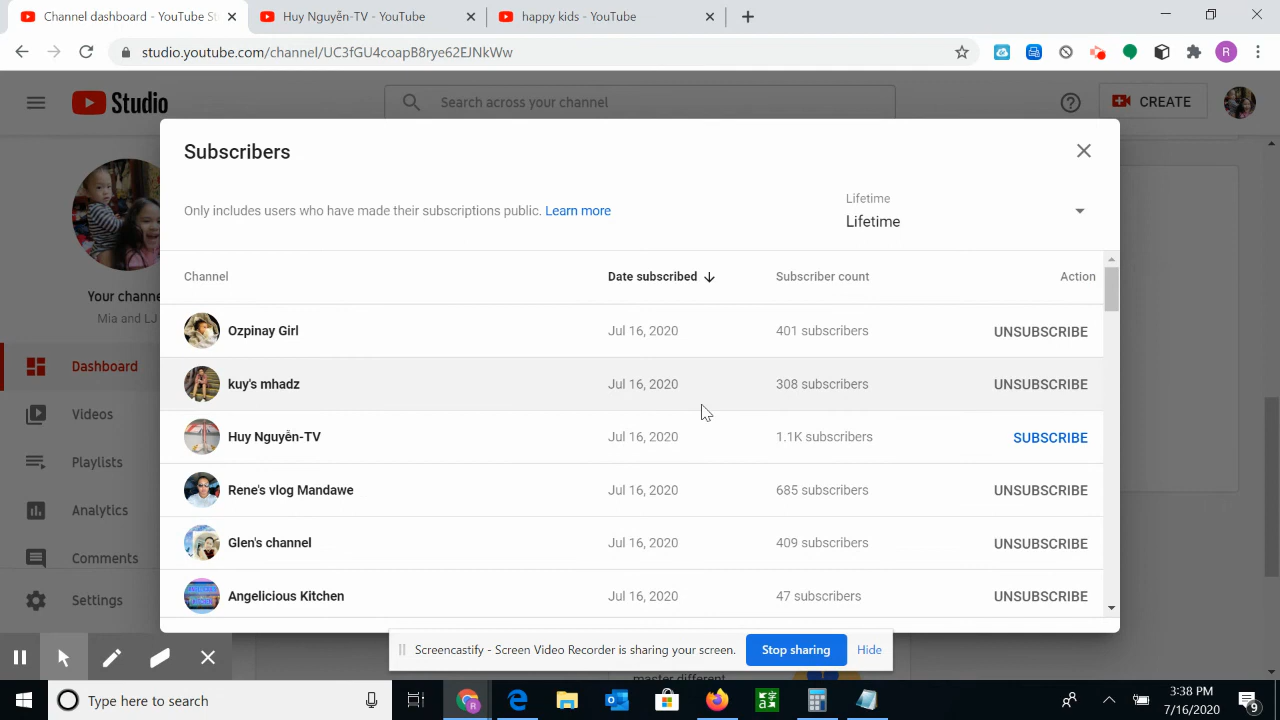 Channel dashboard - YouTube St
Huy Nguyễn-TV - YouTube
happy kids - YouTube
studio.youtube.com/channel/UC3fGU4coapB8rye62EJNkWw
R
Studio
Search across your channel
CREATE
Subscribers
Only includes users who have made their subscriptions public. Learn more
Lifetime
Lifetime
Channel
Date subscribed
Subscriber count
Action
Ozpinay Girl
Jul 16, 2020
401 subscribers
UNSUBSCRIBE
kuy's mhadz
Jul 16, 2020
308 subscribers
UNSUBSCRIBE
Huy Nguyễn-TV
Jul 16, 2020
1.1K subscribers
SUBSCRIBE
Rene's vlog Mandawe
Jul 16, 2020
685 subscribers
UNSUBSCRIBE
Glen's channel
Jul 16, 2020
409 subscribers
UNSUBSCRIBE
Angelicious Kitchen
Jul 16, 2020
47 subscribers
UNSUBSCRIBE
Your channe
Mia and LJ
Dashboard
Videos
Playlists
Analytics
Comments
Settings
Screencastify - Screen Video Recorder is sharing your screen.
Stop sharing
Hide
master different
Type here to search
3:38 PM
7/16/2020
9